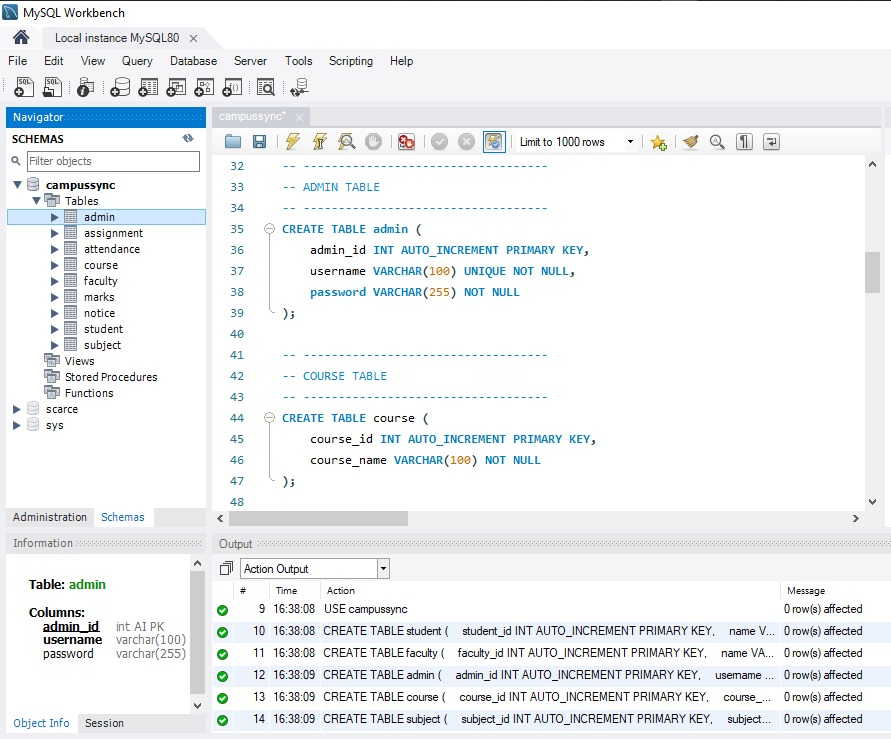 MySQL Workbench
Local instance MySQL80 ×
File Edit View Query Database Server Tools Scripting Help
Navigator
SCHEMAS
Filter objects
campussync
Tables
admin
assignment
attendance
course
faculty
marks
notice
student
subject
Views
Stored Procedures
Functions
scarce
sys
Administration Schemas
Information
Table: admin
Columns:
admin_id int AI PK
username varchar(100)
password varchar(255)
Object Info Session
campussync* ×
Limit to 1000 rows
32 -- -----------------------------------
33 -- ADMIN TABLE
34 -- -----------------------------------
35 CREATE TABLE admin (
36 admin_id INT AUTO_INCREMENT PRIMARY KEY,
37 username VARCHAR(100) UNIQUE NOT NULL,
38 password VARCHAR(255) NOT NULL
39 );
40
41 -- -----------------------------------
42 -- COURSE TABLE
43 -- -----------------------------------
44 CREATE TABLE course (
45 course_id INT AUTO_INCREMENT PRIMARY KEY,
46 course_name VARCHAR(100) NOT NULL
47 );
48
Output
Action Output
# Time Action Message
9 16:38:08 USE campussync 0 row(s) affected
10 16:38:08 CREATE TABLE student ( student_id INT AUTO_INCREMENT PRIMARY KEY, name V... 0 row(s) affected
11 16:38:08 CREATE TABLE faculty ( faculty_id INT AUTO_INCREMENT PRIMARY KEY, name VA... 0 row(s) affected
12 16:38:09 CREATE TABLE admin ( admin_id INT AUTO_INCREMENT PRIMARY KEY, username ... 0 row(s) affected
13 16:38:09 CREATE TABLE course ( course_id INT AUTO_INCREMENT PRIMARY KEY, course_... 0 row(s) affected
14 16:38:09 CREATE TABLE subject ( subject_id INT AUTO_INCREMENT PRIMARY KEY, subject... 0 row(s) affected